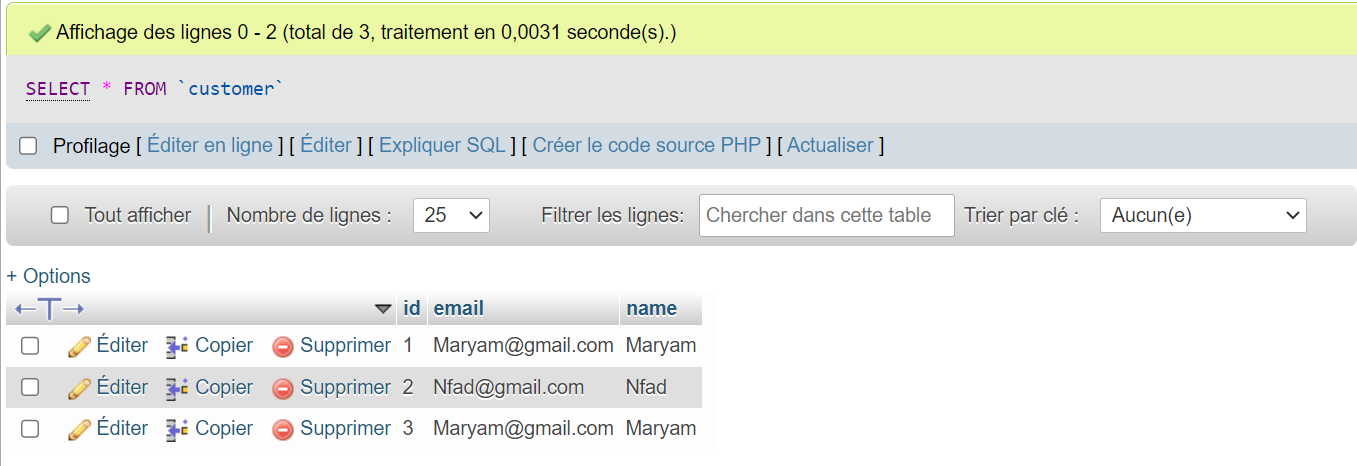 Affichage des lignes 0 - 2 (total de 3, traitement en 0,0031 seconde(s).)
SELECT * FROM `customer`
Profilage [ Éditer en ligne ] [ Éditer ] [ Expliquer SQL ] [ Créer le code source PHP ] [ Actualiser ]
Tout afficher | Nombre de lignes : 25 Filtrer les lignes: Chercher dans cette table Trier par clé : Aucun(e)
+ Options
←T→ id email name
Éditer Copier Supprimer 1 Maryam@gmail.com Maryam
Éditer Copier Supprimer 2 Nfad@gmail.com Nfad
Éditer Copier Supprimer 3 Maryam@gmail.com Maryam